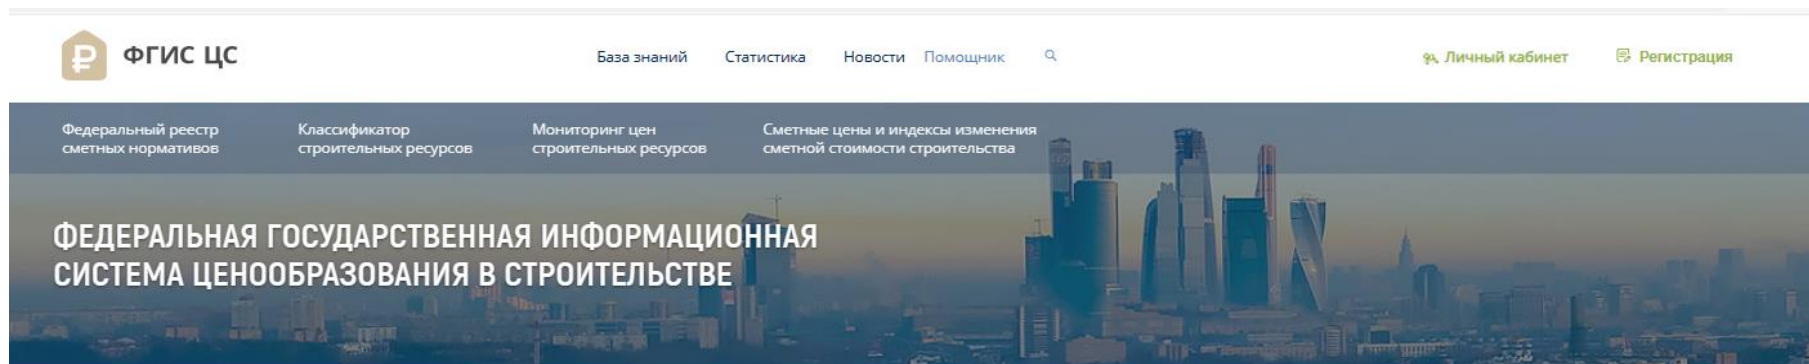 ФГИС ЦС
База знаний Статистика Новости Помощник
Личный кабинет Регистрация
Федеральный реестр
сметных нормативов
Классификатор
строительных ресурсов
Мониторинг цен
строительных ресурсов
Сметные цены и индексы изменения
сметной стоимости строительства
ФЕДЕРАЛЬНАЯ ГОСУДАРСТВЕННАЯ ИНФОРМАЦИОННАЯ
СИСТЕМА ЦЕНООБРАЗОВАНИЯ В СТРОИТЕЛЬСТВЕ